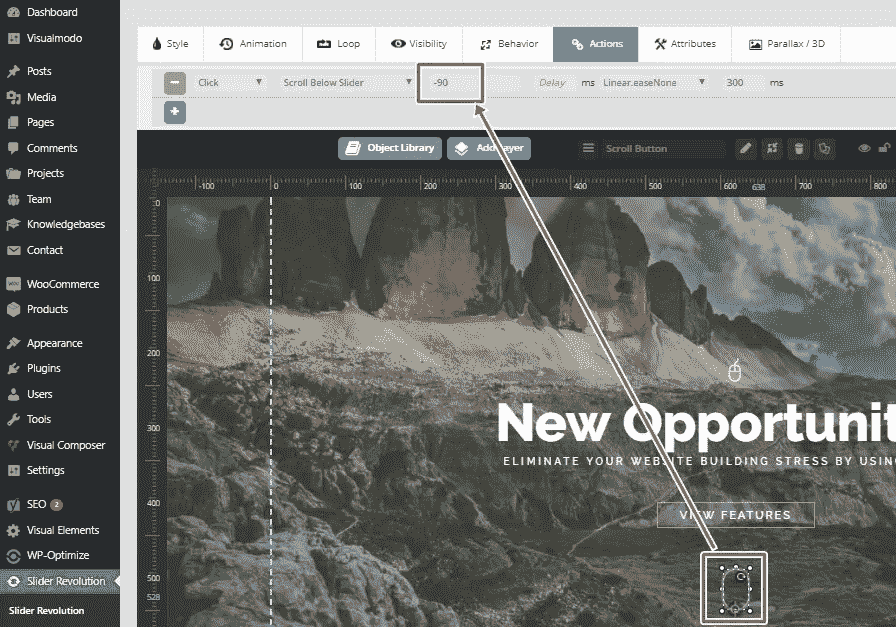 Dashboard
Visualmodo
Posts
Media
Pages
Comments
Projects
Team
Knowledgebases
Contact
WooCommerce
Products
Appearance
Plugins
Users
Tools
Visual Composer
Settings
SEO 2
Visual Elements
WP-Optimize
Slider Revolution
Slider Revolution
Style Animation Loop Visibility Behavior Actions Attributes Parallax / 3D
Click Scroll Below Slider -90 Delay ms Linear.easeNone 300 ms
Object Library Add Layer Scroll Button
-100 0 100 200 300 400 500 600 638 700 800
0
100
200
300
400
500
528
New Opportunit
ELIMINATE YOUR WEBSITE BUILDING STRESS BY USING
VIEW FEATURES